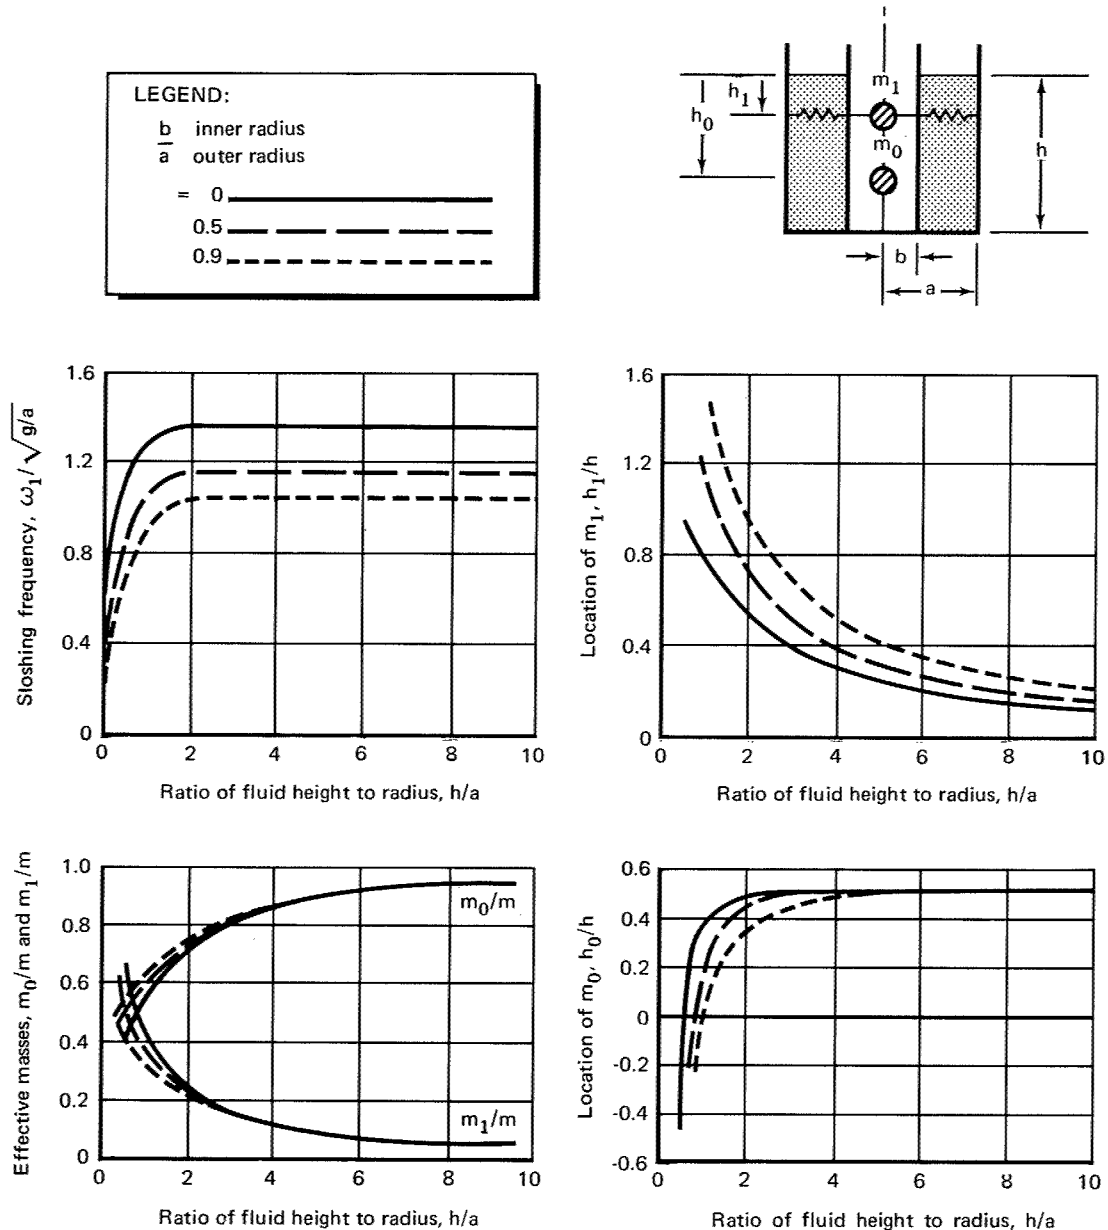 LEGEND:
b inner radius
a outer radius
= 0
0.5
0.9
m1
h1
h0
m0
h
b
a
Sloshing frequency, ω1/√g/a
1.6
1.2
0.8
0.4
0
0 2 4 6 8 10
Ratio of fluid height to radius, h/a
Location of m1, h1/h
1.6
1.2
0.8
0.4
0
0 2 4 6 8 10
Ratio of fluid height to radius, h/a
Effective masses, m0/m and m1/m
1.0
0.8
0.6
0.4
0.2
0
m0/m
m1/m
0 2 4 6 8 10
Ratio of fluid height to radius, h/a
Location of m0, h0/h
0.6
0.4
0.2
0
-0.2
-0.4
-0.6
0 2 4 6 8 10
Ratio of fluid height to radius, h/a